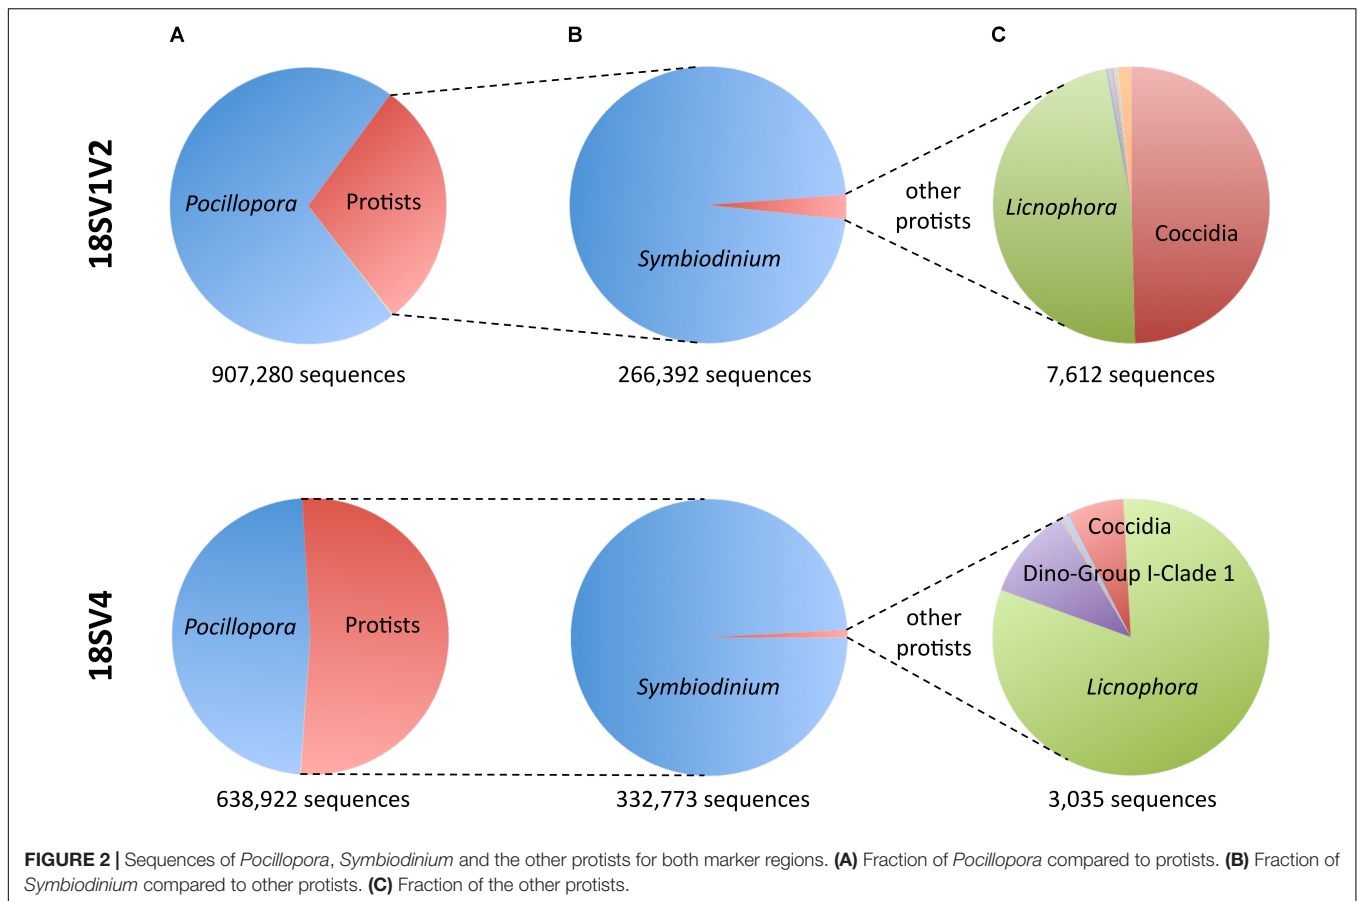 A
B
C
18SV1V2
Pocillopora
Protists
Symbiodinium
other
protists
Licnophora
Coccidia
907,280 sequences
266,392 sequences
7,612 sequences
18SV4
Pocillopora
Protists
Symbiodinium
other
protists
Coccidia
Dino-Group I-Clade 1
Licnophora
638,922 sequences
332,773 sequences
3,035 sequences
FIGURE 2 | Sequences of Pocillopora, Symbiodinium and the other protists for both marker regions. (A) Fraction of Pocillopora compared to protists. (B) Fraction of
Symbiodinium compared to other protists. (C) Fraction of the other protists.